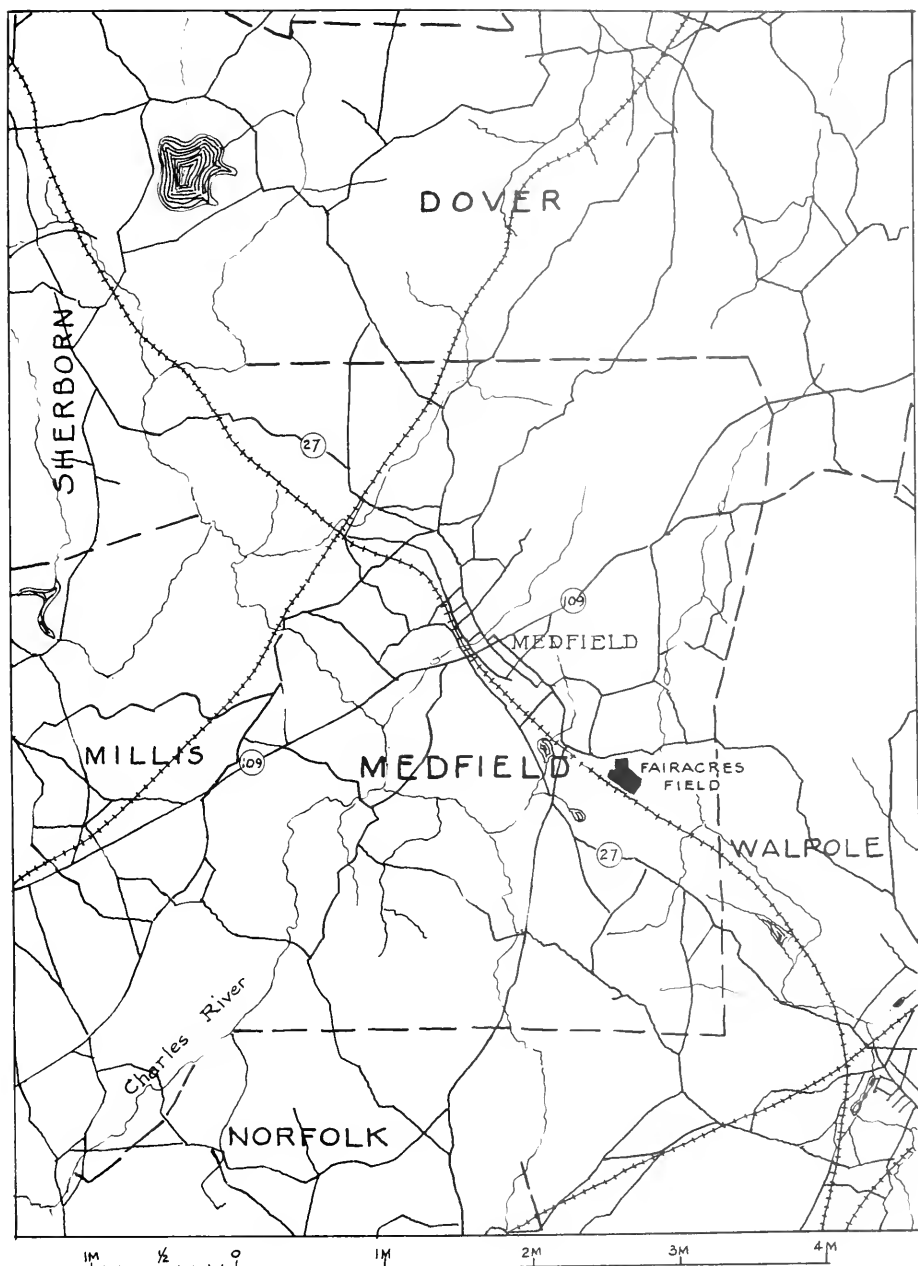 DOVER
SHERBORN
27
109
MEDFIELD
MILLIS
109
MEDFIELD
FAIRACRES
FIELD
27
WALPOLE
Charles River
NORFOLK
1M ½ 0 1M 2M 3M 4M